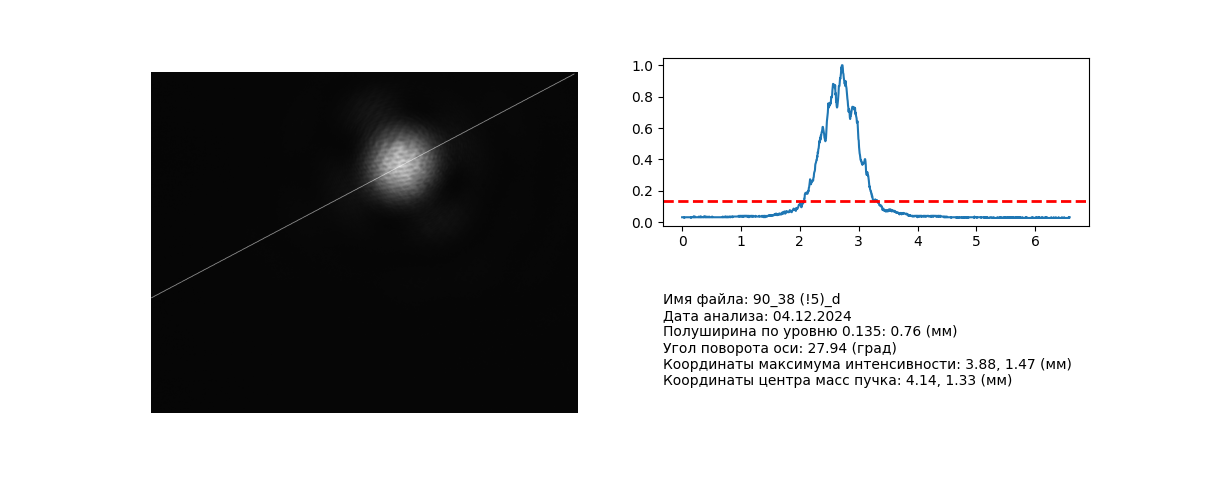 1.0
0.8
0.6
0.4
0.2
0.0
0 1 2 3 4 5 6
Имя файла: 90_38 (!5)_d
Дата анализа: 04.12.2024
Полуширина по уровню 0.135: 0.76 (мм)
Угол поворота оси: 27.94 (град)
Координаты максимума интенсивности: 3.88, 1.47 (мм)
Координаты центра масс пучка: 4.14, 1.33 (мм)